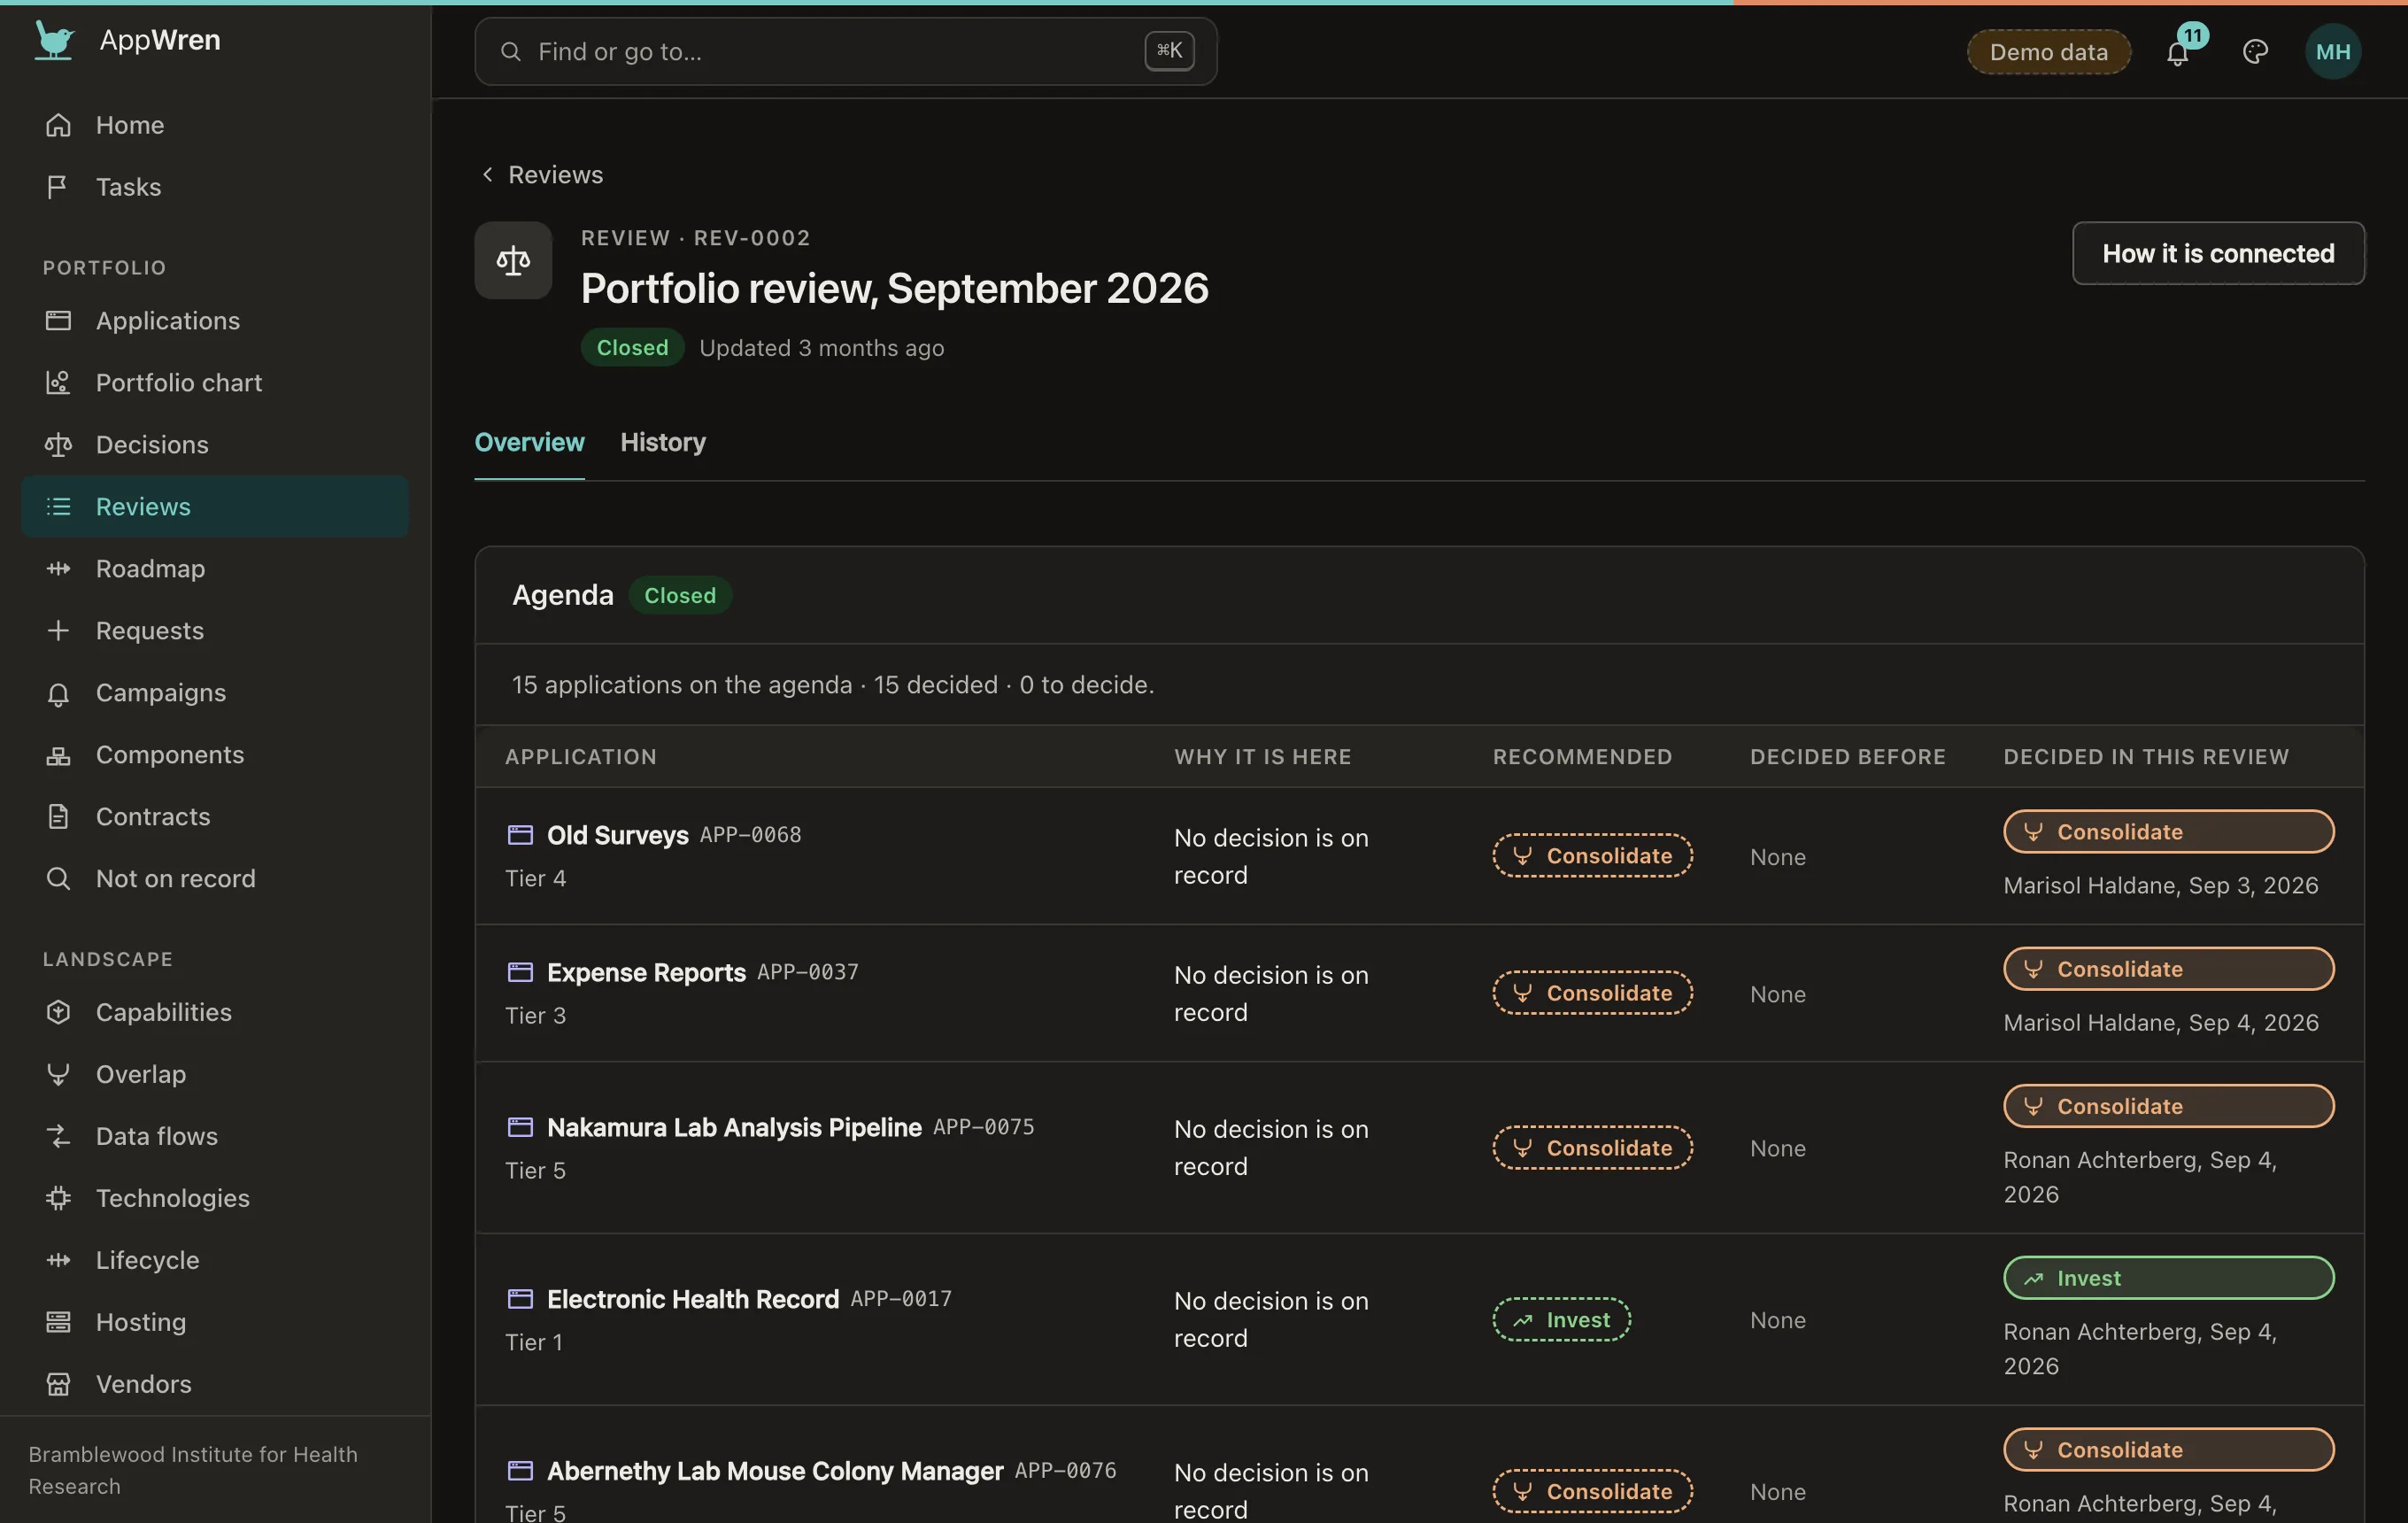 AppWren
Find or go to...
⌘K
Demo data
11
MH
Home
Tasks
PORTFOLIO
Applications
Portfolio chart
Decisions
Reviews
Roadmap
Requests
Campaigns
Components
Contracts
Not on record
LANDSCAPE
Capabilities
Overlap
Data flows
Technologies
Lifecycle
Hosting
Vendors
Bramblewood Institute for Health
Research
Reviews
REVIEW · REV-0002
Portfolio review, September 2026
Closed Updated 3 months ago
How it is connected
Overview History
Agenda Closed
15 applications on the agenda · 15 decided · 0 to decide.
APPLICATION WHY IT IS HERE RECOMMENDED DECIDED BEFORE DECIDED IN THIS REVIEW
Old Surveys APP-0068
Tier 4
No decision is on
record
Consolidate
None
Consolidate
Marisol Haldane, Sep 3, 2026
Expense Reports APP-0037
Tier 3
No decision is on
record
Consolidate
None
Consolidate
Marisol Haldane, Sep 4, 2026
Nakamura Lab Analysis Pipeline APP-0075
Tier 5
No decision is on
record
Consolidate
None
Consolidate
Ronan Achterberg, Sep 4,
2026
Electronic Health Record APP-0017
Tier 1
No decision is on
record
Invest
None
Invest
Ronan Achterberg, Sep 4,
2026
Abernethy Lab Mouse Colony Manager APP-0076
Tier 5
No decision is on
record
Consolidate
None
Consolidate
Ronan Achterberg, Sep 4,